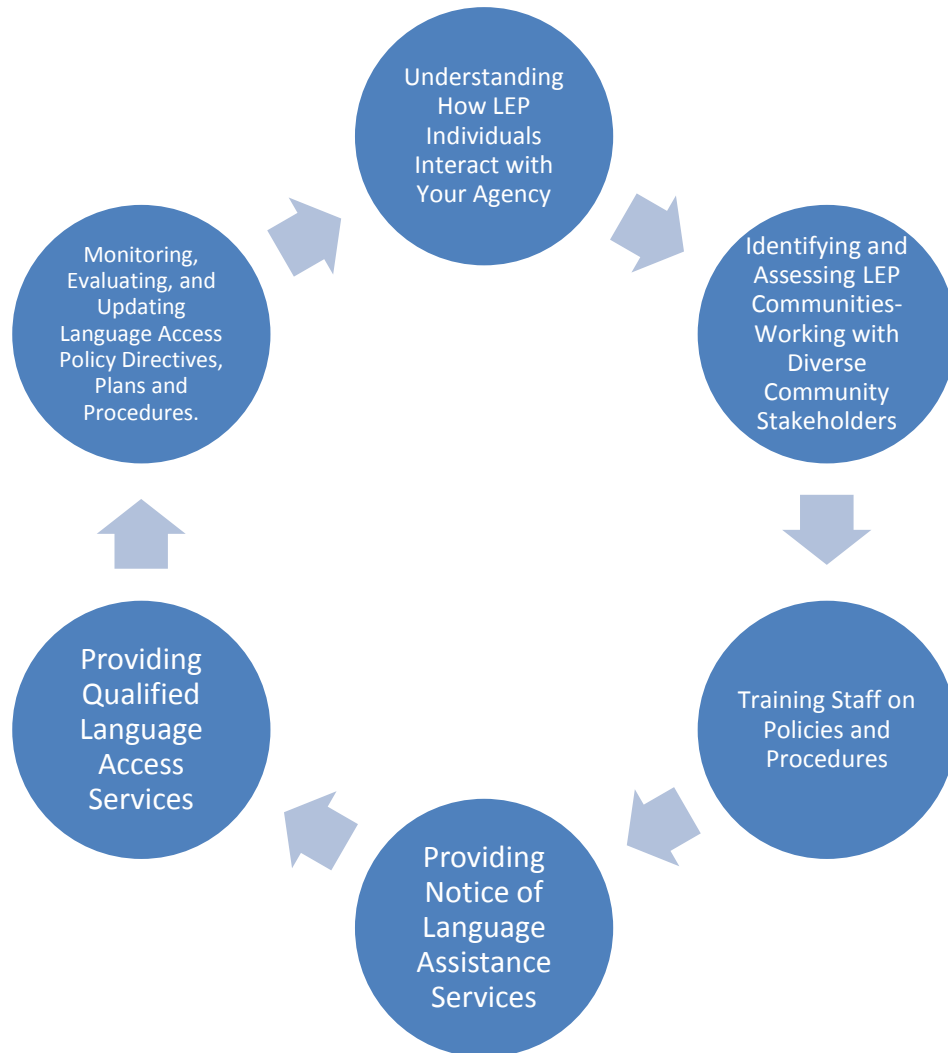 Understanding
How LEP
Individuals
Interact with
Your Agency
Identifying and
Assessing LEP
Communities-
Working with
Diverse
Community
Stakeholders
Training Staff on
Policies and
Procedures
Providing
Notice of
Language
Assistance
Services
Providing
Qualified
Language
Access
Services
Monitoring,
Evaluating, and
Updating
Language Access
Policy Directives,
Plans and
Procedures.